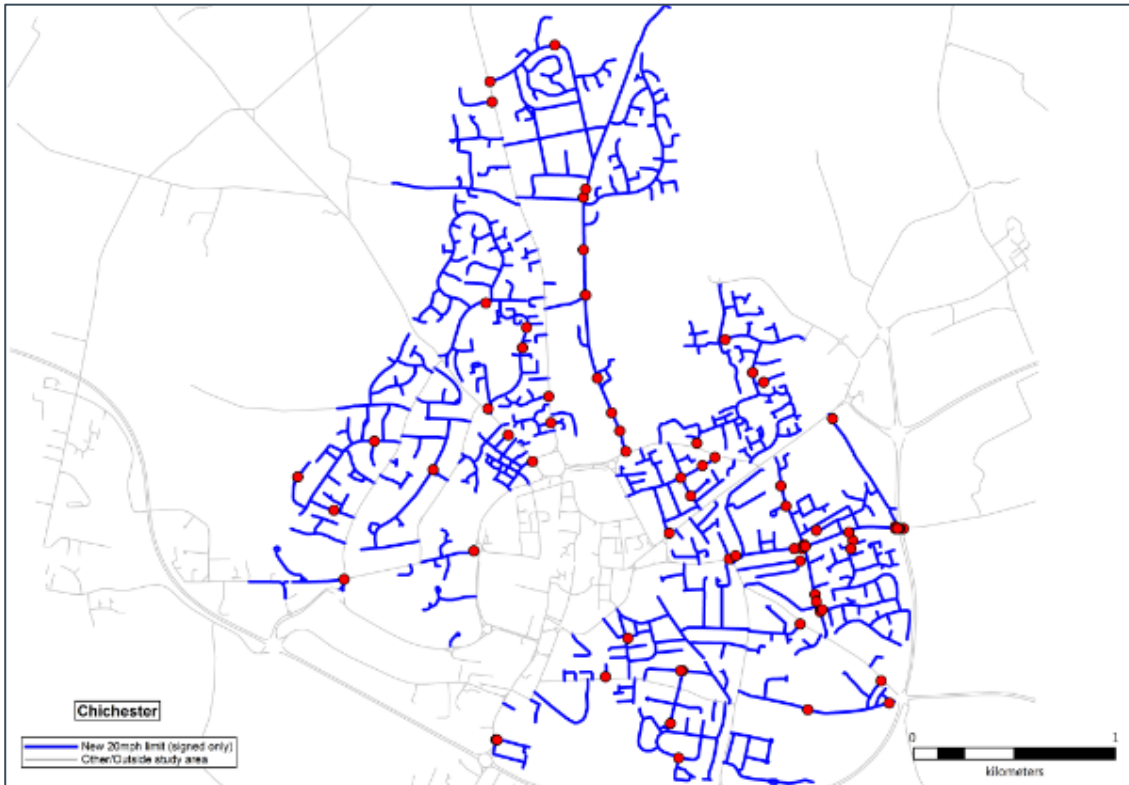 Chichester
New 20mph limit (signed only)
Other/Outside study area
0 1
kilometers